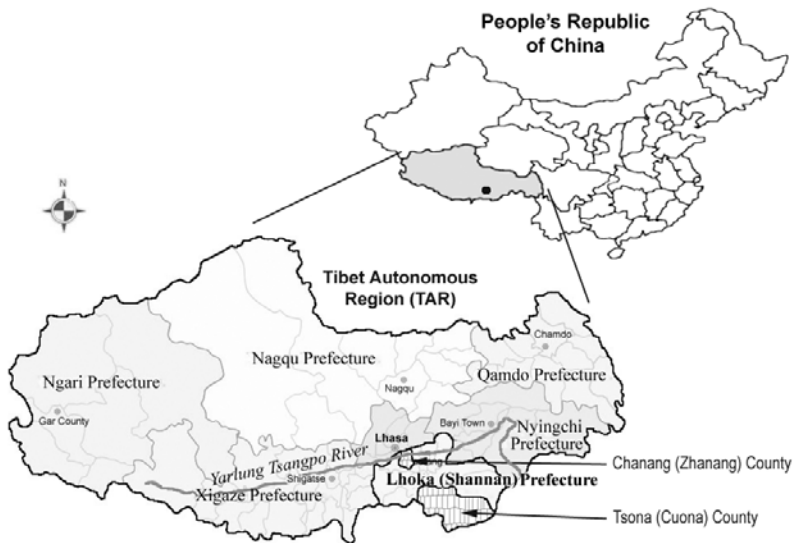 People's Republic
of China
N
Tibet Autonomous
Region (TAR)
Chamdo
Nagqu Prefecture
Ngari Prefecture
Qamdo Prefecture
Nagqu
Gar County
Bayi Town
Nyingchi
Prefecture
Lhasa
Yarlung Tsangpo River
Chanang (Zhanang) County
Shigatse
Lhoka (Shannan) Prefecture
Xigaze Prefecture
Tsona (Cuona) County